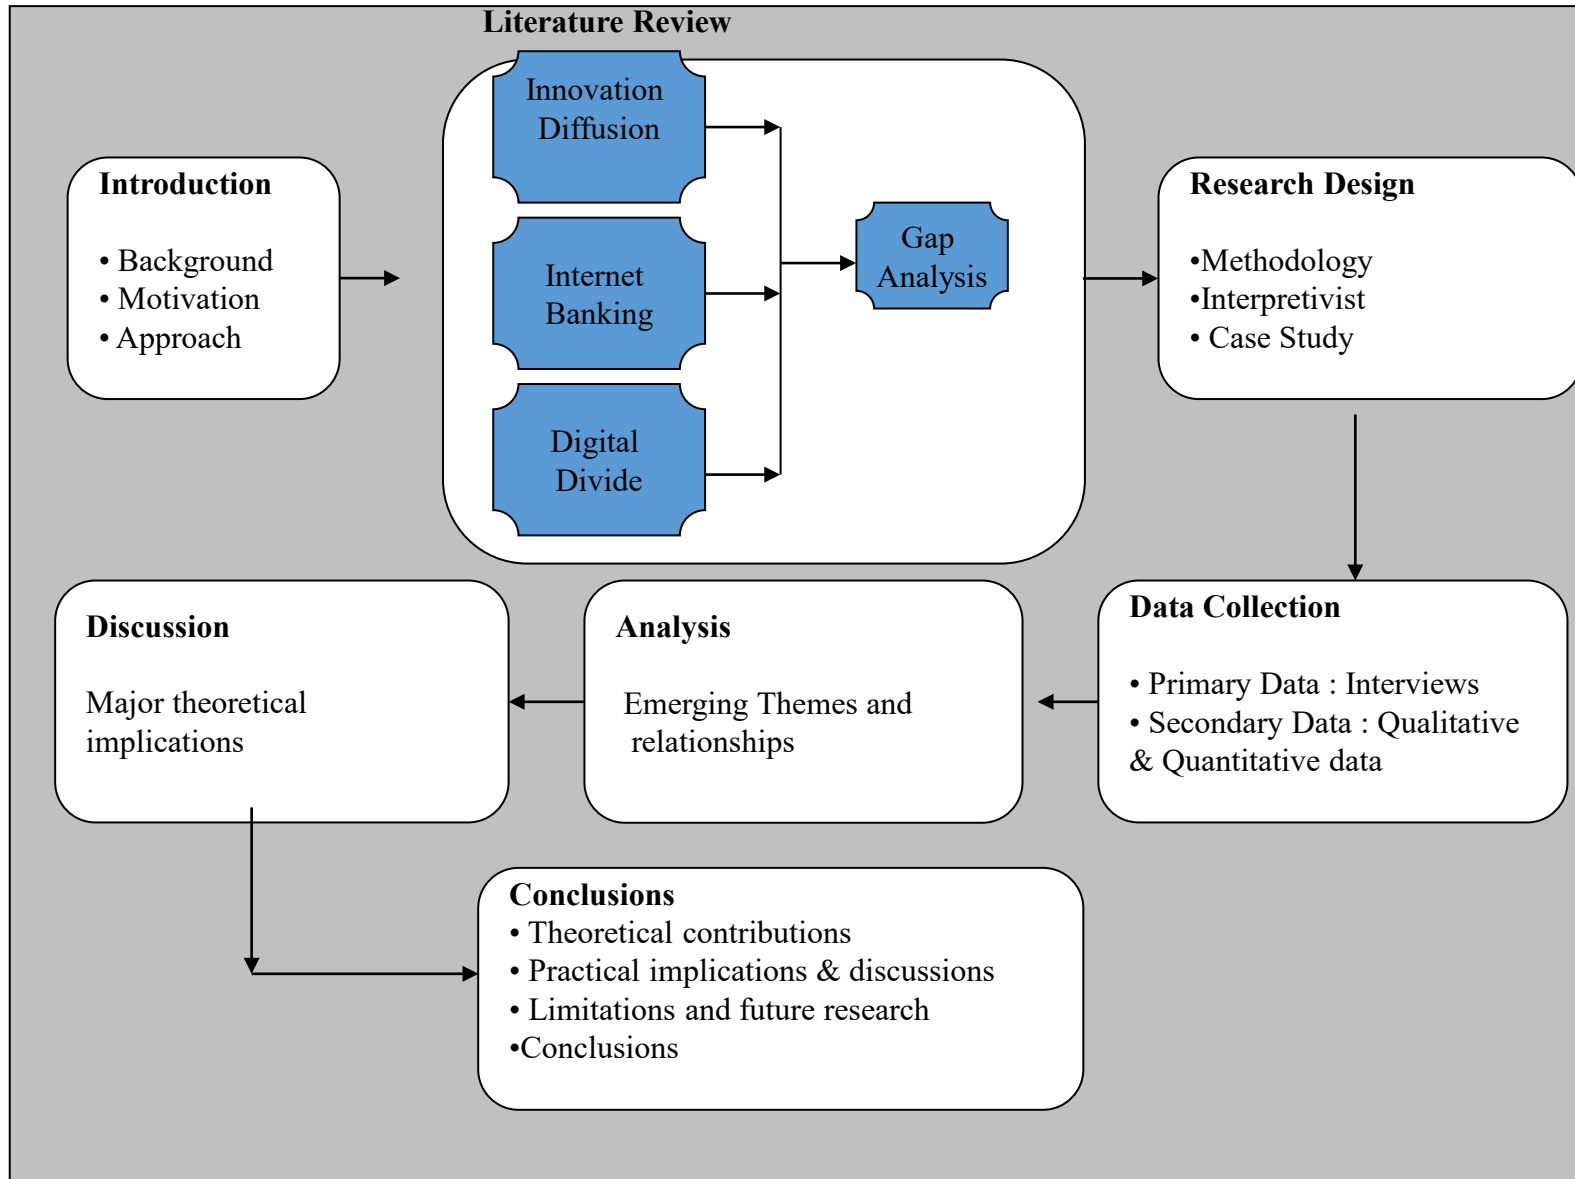 Literature Review
Introduction
• Background
• Motivation
• Approach
Innovation
Diffusion
Internet
Banking
Digital
Divide
Gap
Analysis
Research Design
•Methodology
•Interpretivist
• Case Study
Data Collection
• Primary Data : Interviews
• Secondary Data : Qualitative
& Quantitative data
Analysis
Emerging Themes and
relationships
Discussion
Major theoretical
implications
Conclusions
• Theoretical contributions
• Practical implications & discussions
• Limitations and future research
•Conclusions